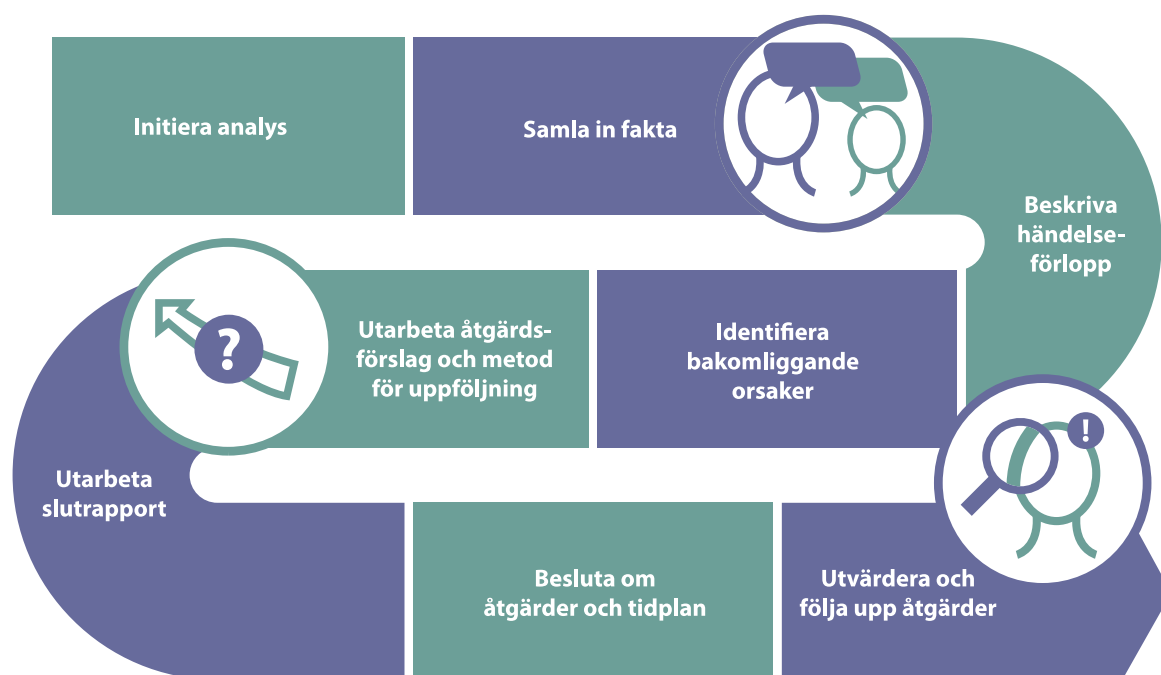 Initiera analys
Samla in fakta
Beskriva
händelse-
förlopp
Identifiera
bakomliggande
orsaker
Utarbeta åtgärds-
förslag och metod
för uppföljning
?
Utarbeta
slutrapport
Besluta om
åtgärder och tidplan
Utvärdera och
följa upp åtgärder
!